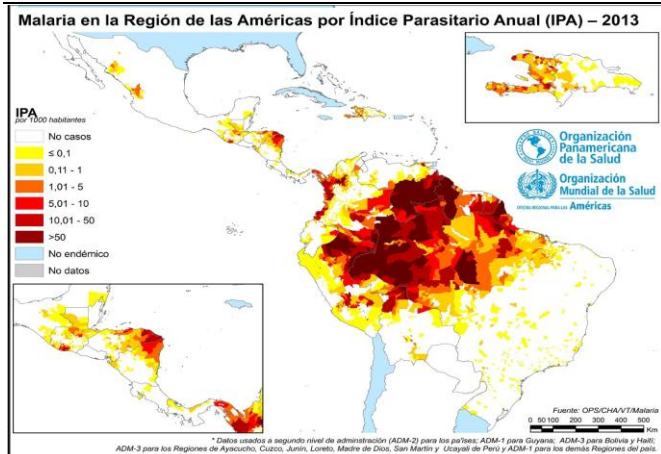 Malaria en la Región de las Américas por Índice Parasitario Anual (IPA) – 2013
IPA
por 1000 habitantes
No casos
≤ 0,1
0,11 - 1
1,01 - 5
5,01 - 10
10,01 - 50
>50
No endémico
No datos
Organización
Panamericana
de la Salud
Organización
Mundial de la Salud
OFICINA REGIONAL PARA LAS Américas
Fuente: OPS/CHA/VT/Malaria
0 50 100 200 300 400 500
Km
* Datos usados a segundo nivel de adminstración (ADM-2) para los países; ADM-1 para Guyana; ADM-3 para Bolivia y Haití;
ADM-3 para los Regiones de Ayacucho, Cuzco, Junín, Loreto, Madre de Dios, San Martín y Ucayali de Perú y ADM-1 para los demás Regiones del país.